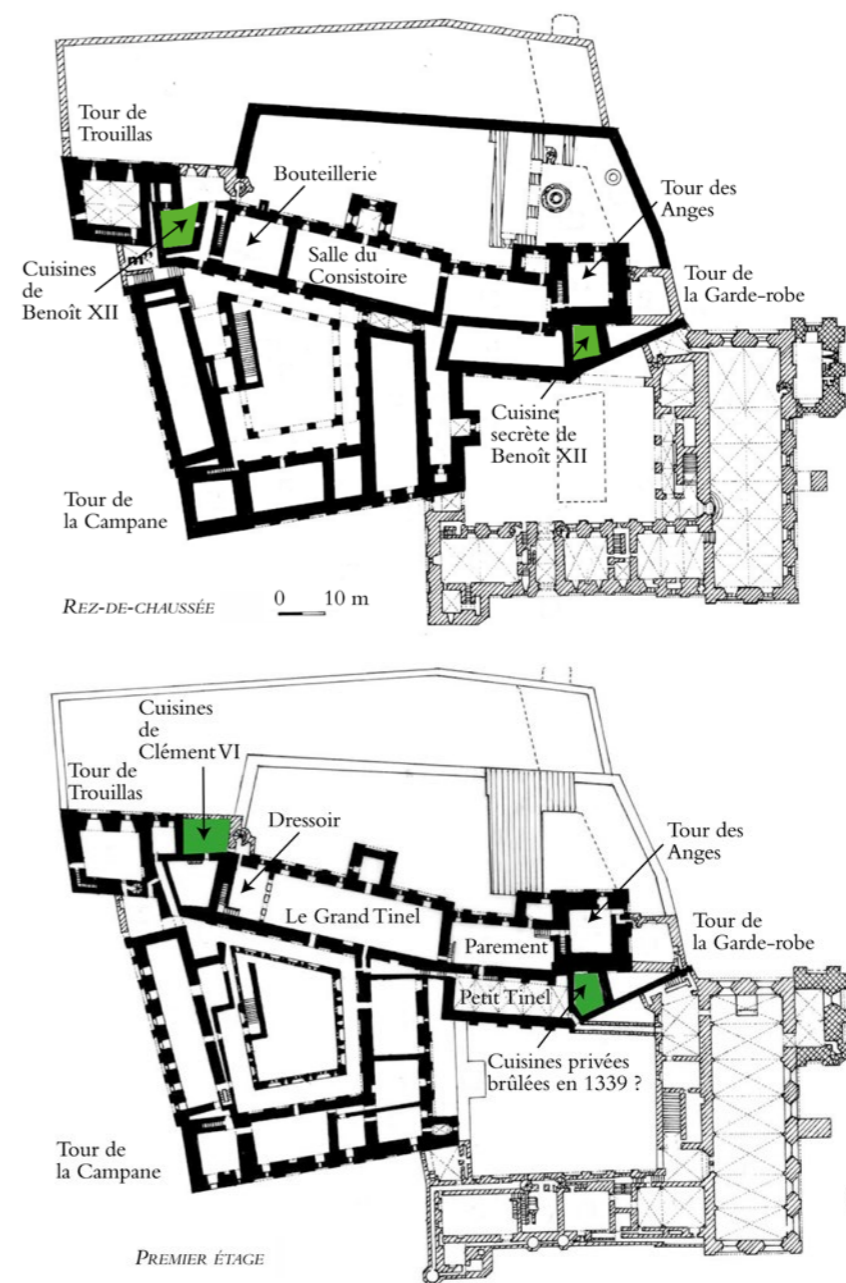 Tour de
Trouillas
Bouteillerie
Tour des
Anges
Salle du
Consistoire
Cuisines
de
Benoît XII
Tour de
la Garde-robe
Cuisine
secrète de
Benoît XII
Tour de
la Campane
REZ-DE-CHAUSSÉE
0 10 m
Cuisines
de
Clément VI
Tour de
Trouillas
Dressoir
Tour des
Anges
Le Grand Tinel
Parement
Tour de
la Garde-robe
Petit Tinel
Cuisines privées
brûlées en 1339 ?
Tour de
la Campane
PREMIER ÉTAGE